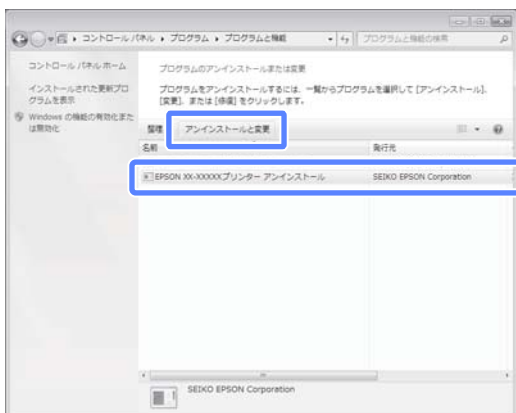 コントロール パネル ▸ プログラム ▸ プログラムと機能
プログラムと機能の検索
コントロール パネル ホーム
インストールされた更新プロ
グラムを表示
Windows の機能の有効化また
は無効化
プログラムのアンインストールまたは変更
プログラムをアンインストールするには、一覧からプログラムを選択して [アンインストール]、
[変更]、または [修復] をクリックします。
整理 アンインストールと変更
名前 発行元
EPSON XX-XXXXXプリンター アンインストール SEIKO EPSON Corporation
SEIKO EPSON Corporation